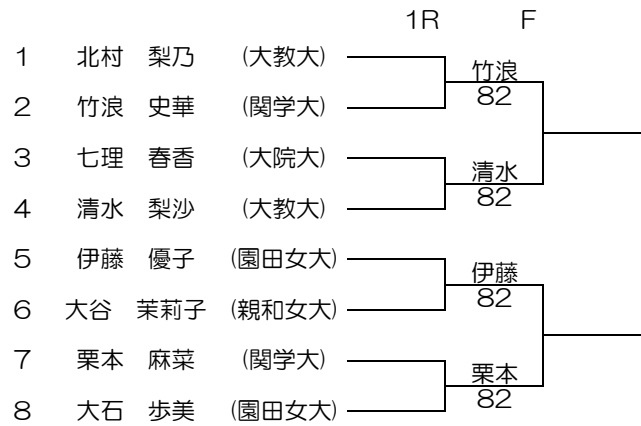 1R F
1 北村 梨乃 (大教大)
竹浪
82
2 竹浪 史華 (関学大)
3 七理 春香 (大院大)
清水
82
4 清水 梨沙 (大教大)
5 伊藤 優子 (園田女大)
伊藤
82
6 大谷 茉莉子 (親和女大)
7 栗本 麻菜 (関学大)
栗本
82
8 大石 歩美 (園田女大)